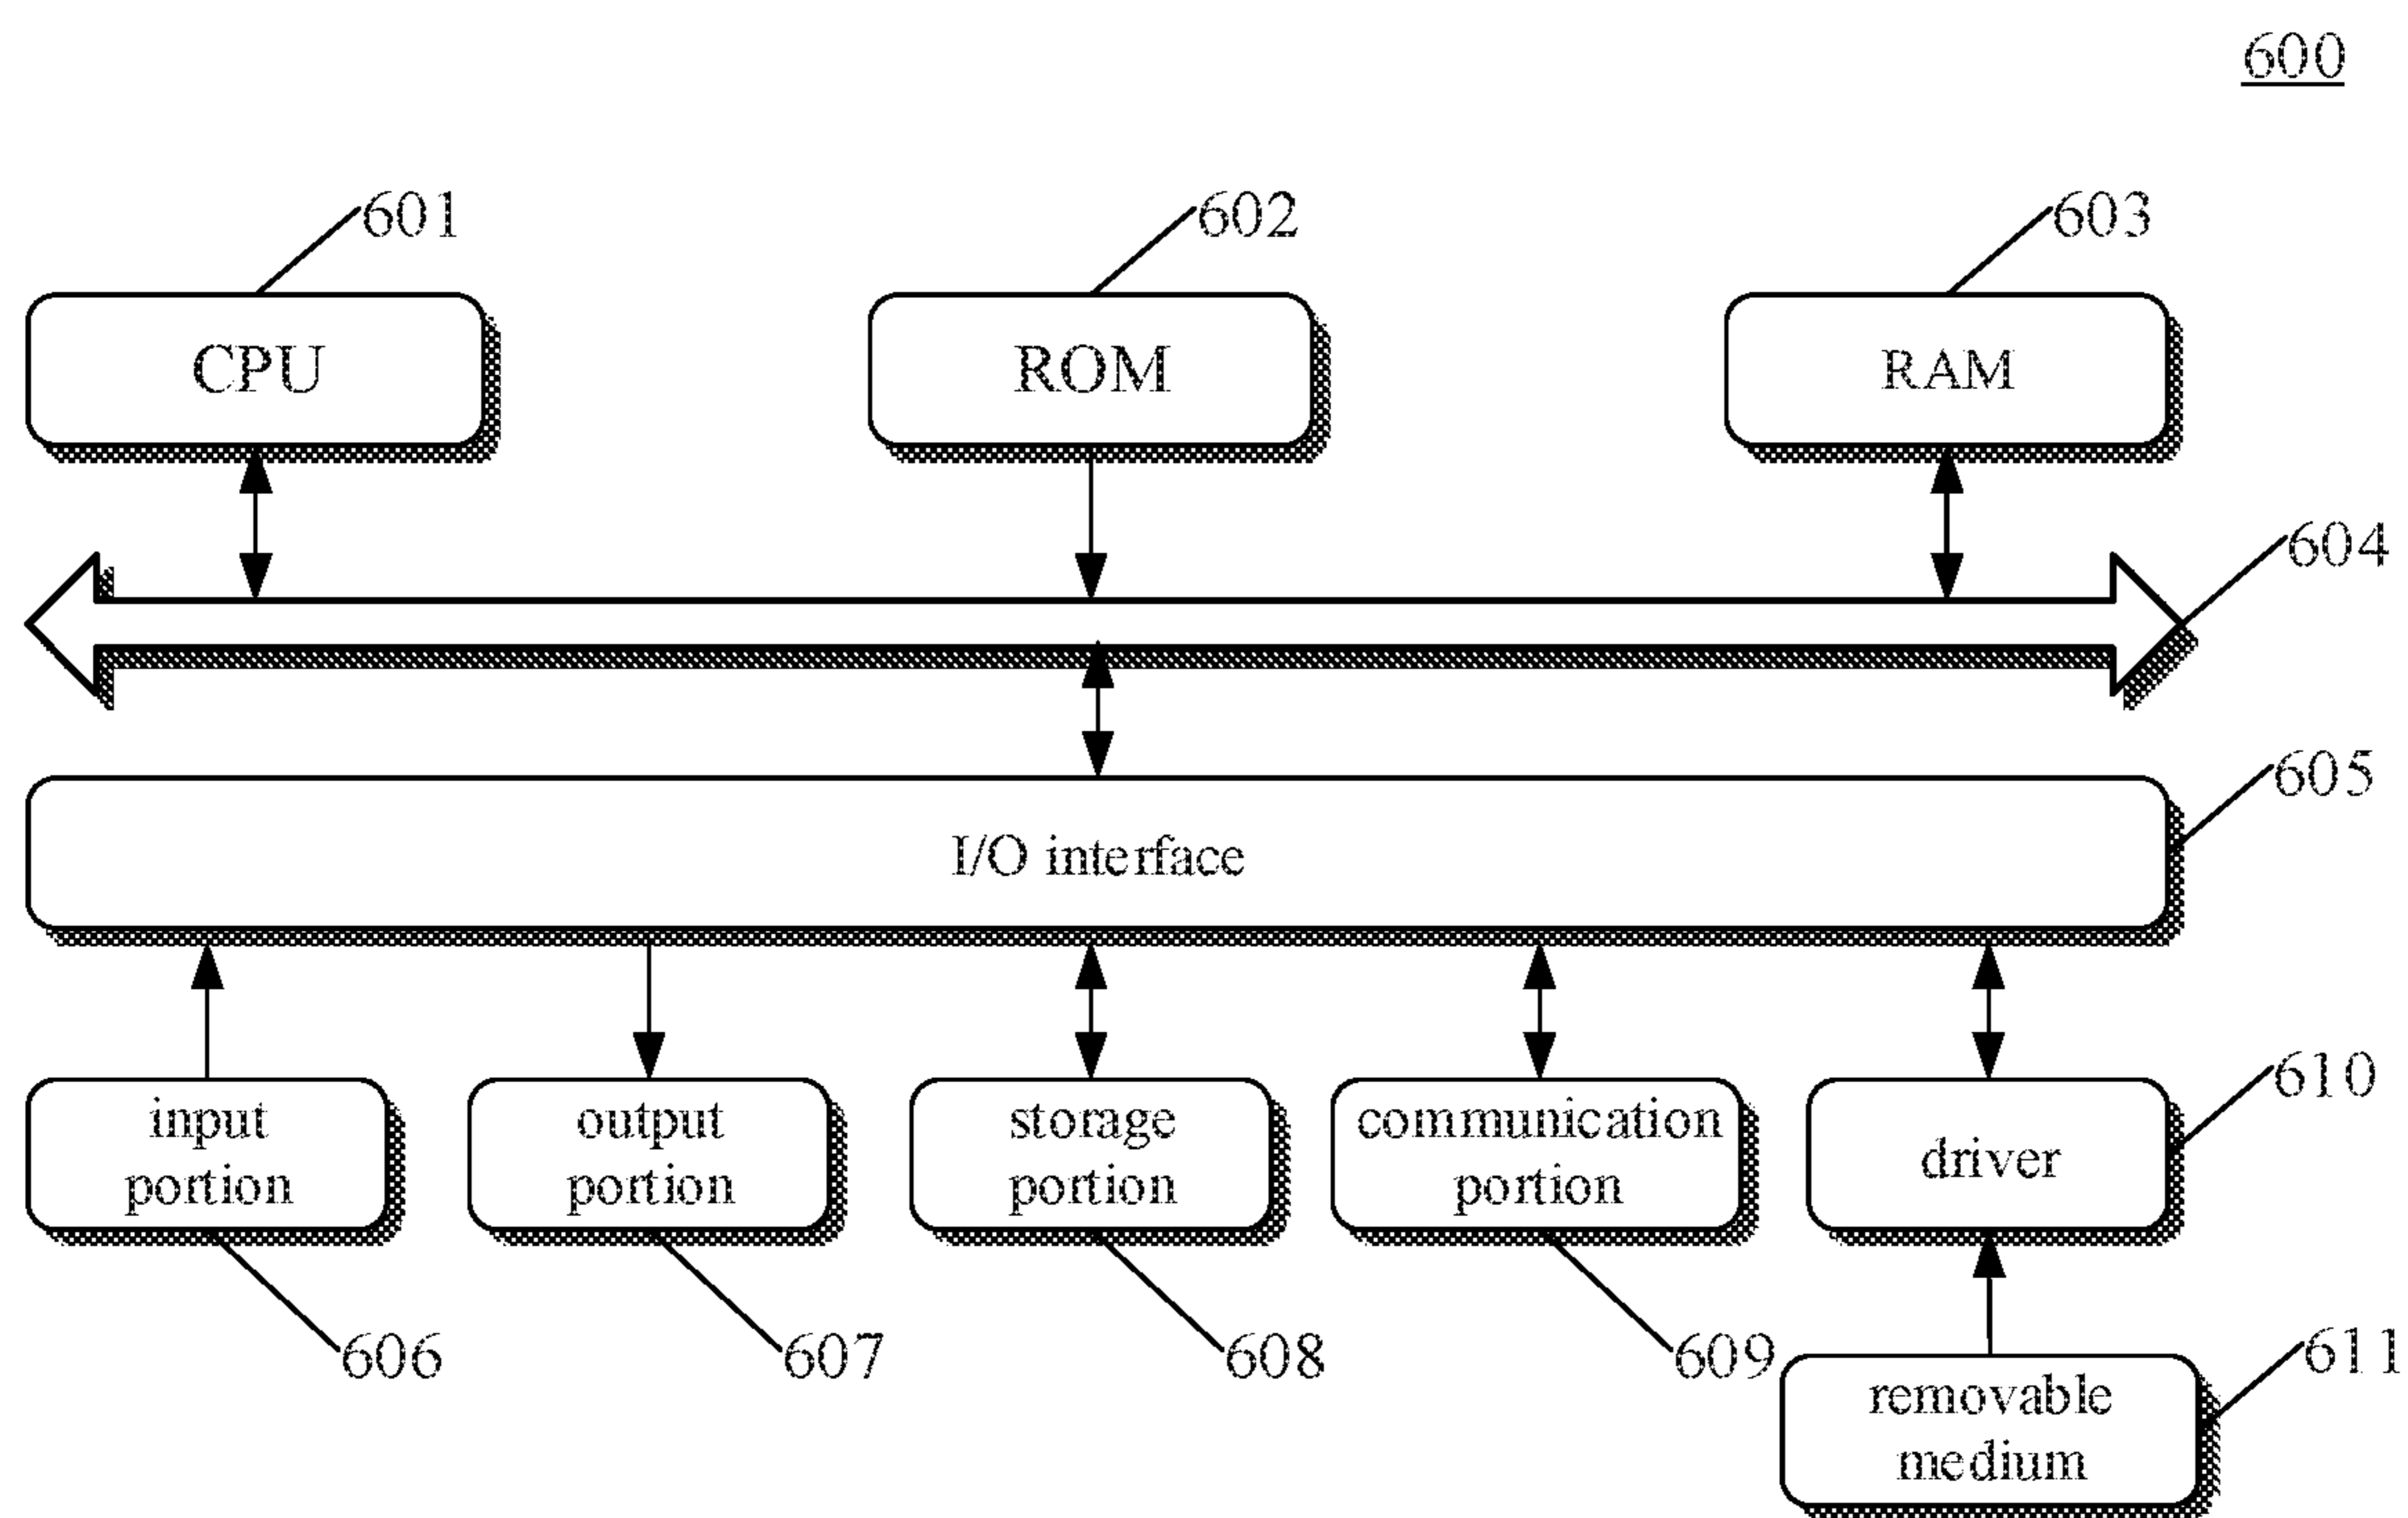 600
601
602
603
CPU
ROM
RAM
604
605
I/O interface
610
input
portion
output
portion
storage
portion
communication
portion
driver
606
607
608
609
611
removable
medium